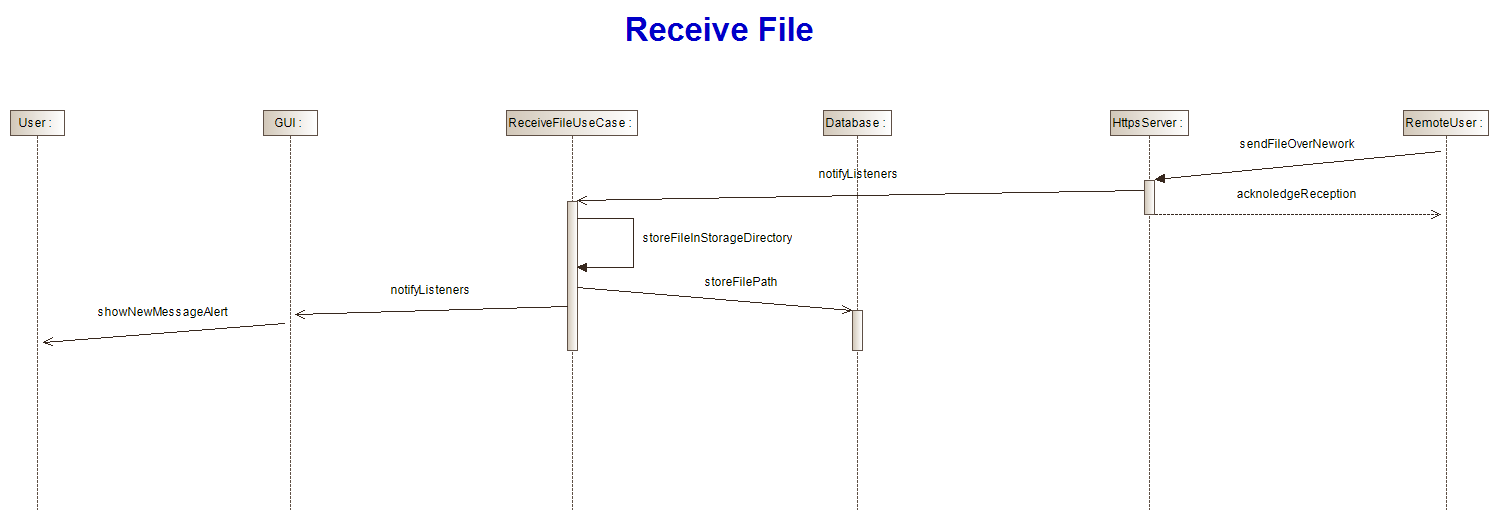 Receive File
User :
GUI :
ReceiveFileUseCase :
Database :
HttpsServer :
RemoteUser :
sendFileOverNework
notifyListeners
acknoledgeReception
storeFileInStorageDirectory
storeFilePath
notifyListeners
showNewMessageAlert